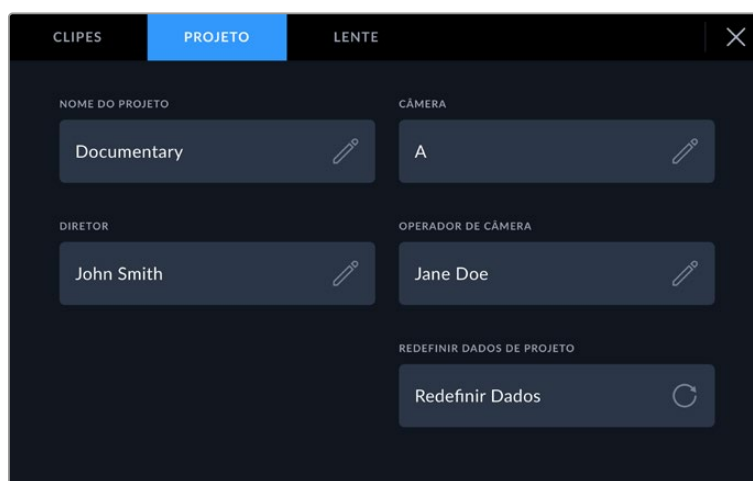 CLIPES PROJETO LENTE
NOME DO PROJETO
Documentary
CÂMERA
A
DIRETOR
John Smith
OPERADOR DE CÂMERA
Jane Doe
REDEFINIR DADOS DE PROJETO
Redefinir Dados